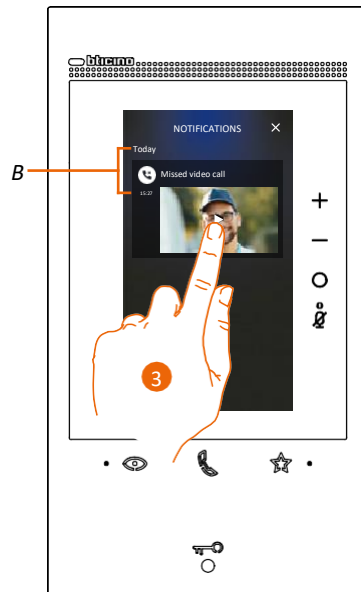 bticino
NOTIFICATIONS
Today
Missed video call
15:27
B
3